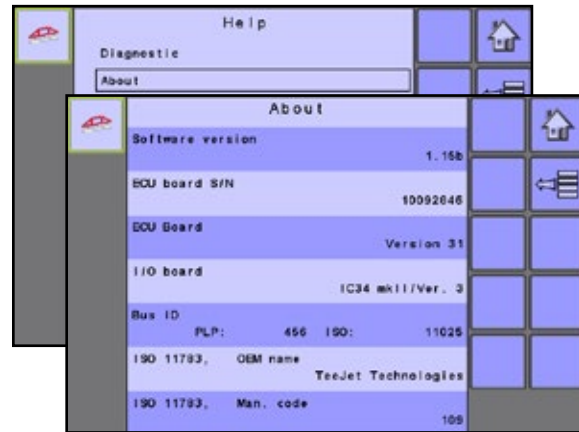 Help
Diagnostic
About
About
Software version
1.15b
ECU board S/N
10092646
ECU Board
Version 31
I/O board
IC34 mkII/Ver. 3
Bus ID
PLP: 456 ISO: 11025
ISO 11783, OEM name
TeeJet Technologies
ISO 11783, Man. code
109